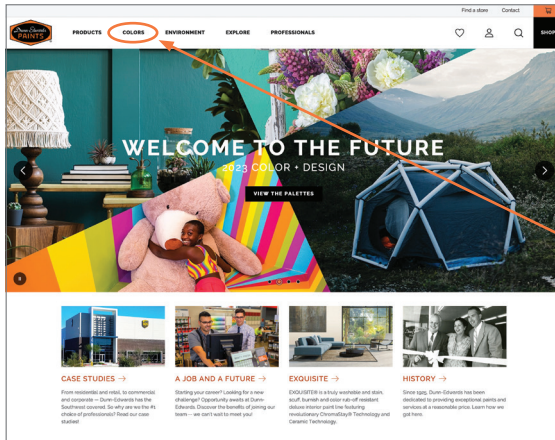 Find a store Contact
Dunn-Edwards
PAINTS
PRODUCTS COLORS ENVIRONMENT EXPLORE PROFESSIONALS
SHOP
WELCOME TO THE FUTURE
2023 COLOR + DESIGN
VIEW THE PALETTES
CASE STUDIES →
From residential and retail, to commercial
and corporate — Dunn-Edwards has the
Southwest covered. So why are we the #1
choice of professionals? Read our case
studies!
A JOB AND A FUTURE →
Starting your career? Looking for a new
challenge? Opportunity awaits at Dunn-
Edwards. Discover the benefits of joining our
team — we can't wait to meet you!
EXQUISITE →
EXQUISITE® is a truly washable and stain,
scuff, burnish and color rub-off resistant
deluxe interior paint line featuring
revolutionary ChromaShay® Technology and
Ceramic Technology.
HISTORY →
Since 1925, Dunn-Edwards has been
dedicated to providing exceptional paints and
services at a reasonable price. Learn how we
got here.